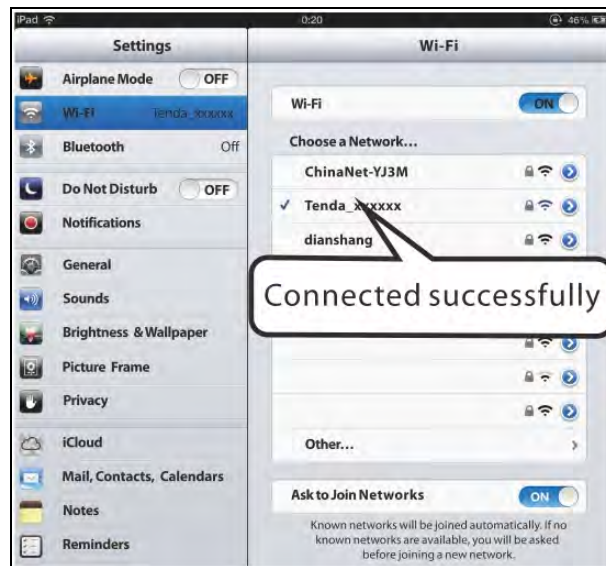 iPad 0:20 46%
Settings
Airplane Mode OFF
Wi-Fi Tenda_xxxxxx
Bluetooth Off
Do Not Disturb OFF
Notifications
General
Sounds
Brightness & Wallpaper
Picture Frame
Privacy
iCloud
Mail, Contacts, Calendars
Notes
Reminders
Wi-Fi
Wi-Fi ON
Choose a Network...
ChinaNet-YJ3M
✓ Tenda_xxxxxx
dianshang
Connected successfully
Other...
Ask to Join Networks ON
Known networks will be joined automatically. If no
known networks are available, you will be asked
before joining a new network.